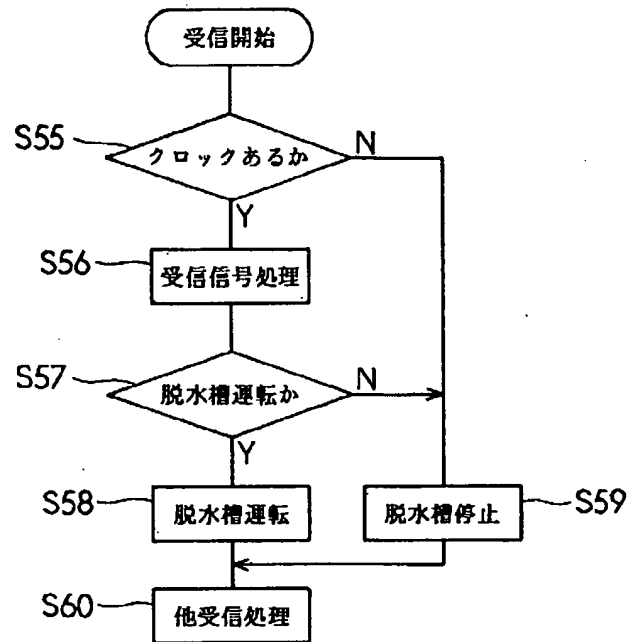 受信開始
S55
クロックあるか
N
Y
S56
受信信号処理
S57
脱水槽運転か
N
Y
S58
脱水槽運転
脱水槽停止
S59
S60
他受信処理